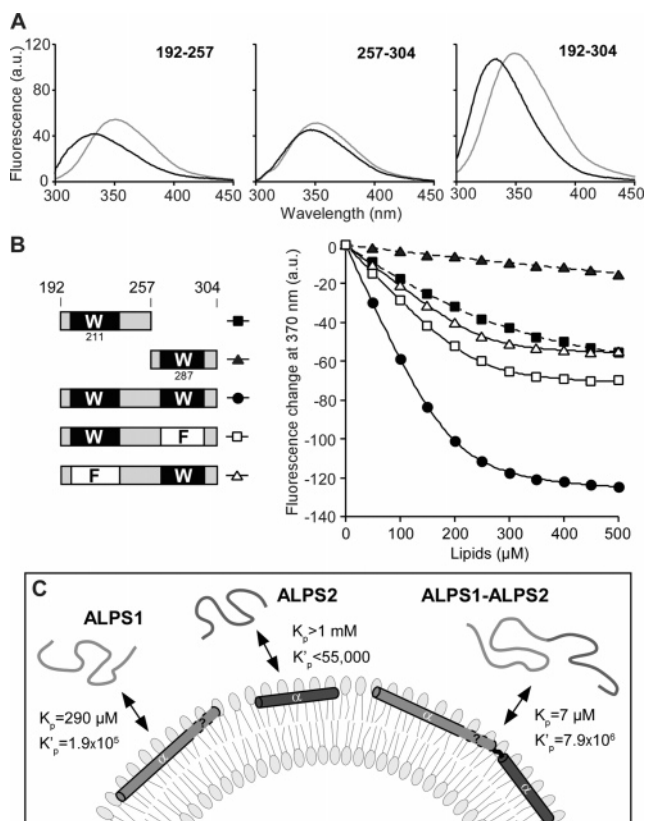 A
Fluorescence (a.u.)
120
80
40
0
192-257
257-304
192-304
300 350 400 450
300 350 400 450
300 350 400 450
Wavelength (nm)
B
192 257 304
W
211
W
287
W W
W F
F W
Fluorescence change at 370 nm (a.u.)
0
-20
-40
-60
-80
-100
-120
-140
0 100 200 300 400 500
Lipids (µM)
C
ALPS1
ALPS2
ALPS1-ALPS2
Kp=290 µM
K'p=1.9x10⁵
Kp>1 mM
K'p<55,000
Kp=7 µM
K'p=7.9x10⁶
α ?
α
α ?
α